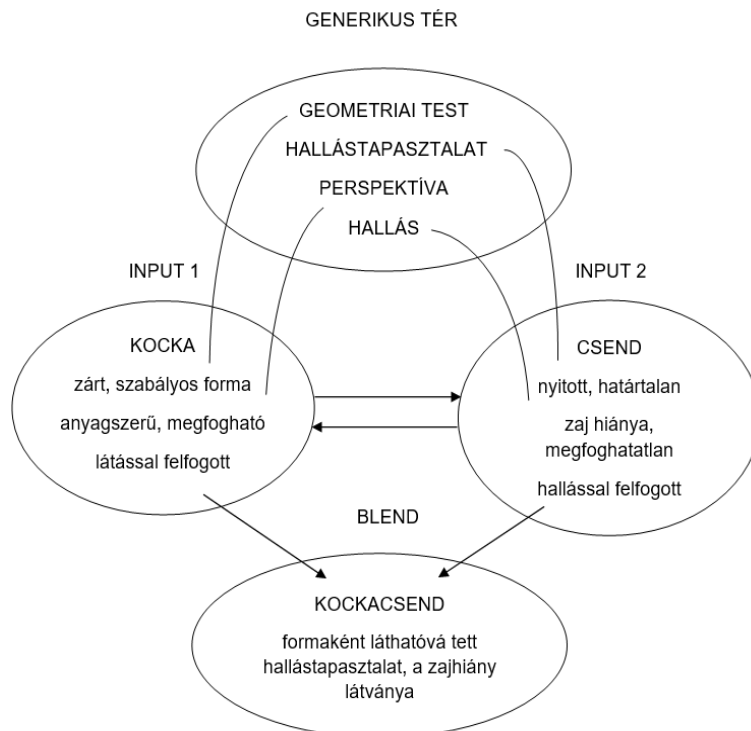 GENERIKUS TÉR
GEOMETRIAI TEST
HALLÁSTAPASZTALAT
PERSPEKTÍVA
HALLÁS
INPUT 1
KOCKA
zárt, szabályos forma
anyagszerű, megfogható
látással felfogott
INPUT 2
CSEND
nyitott, határtalan
zaj hiánya,
megfoghatatlan
hallással felfogott
BLEND
KOCKACSEND
formaként láthatóvá tett
hallástapasztalat, a zajhiány
látványa